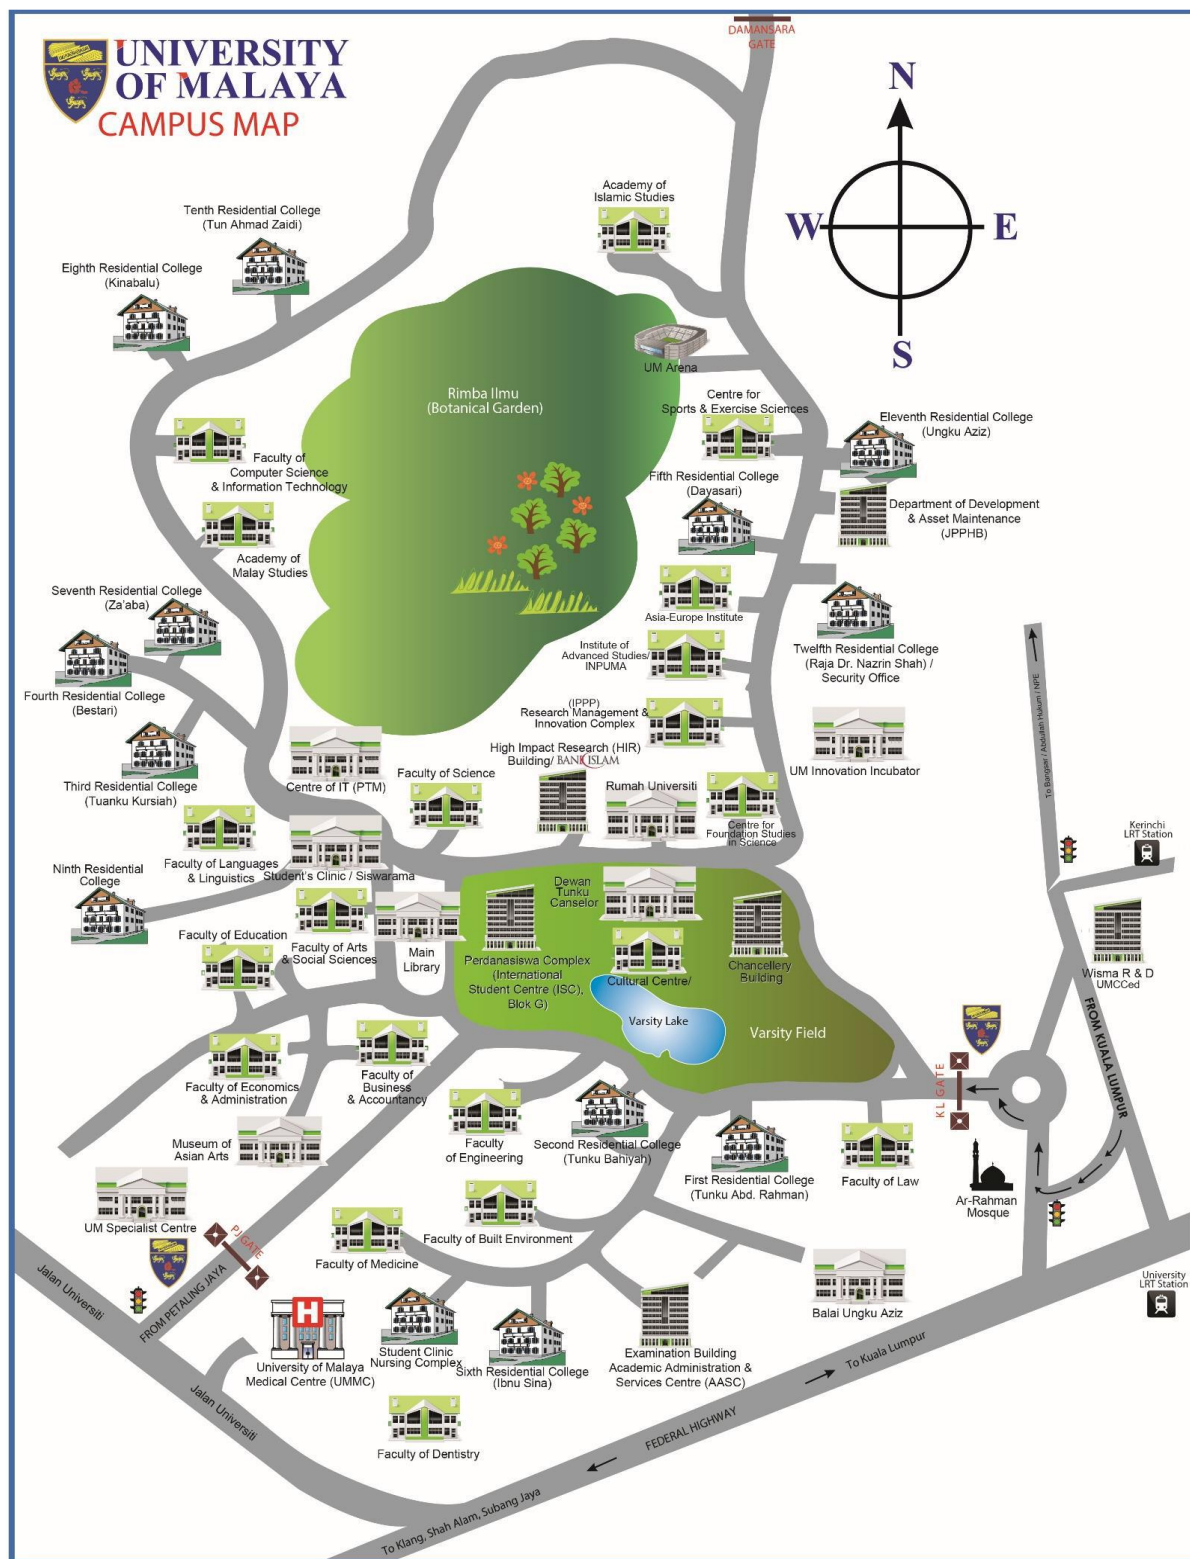 DAMANSARA
GATE
UNIVERSITY
OF MALAYA
CAMPUS MAP
N
W
E
S
Academy of
Islamic Studies
Tenth Residential College
(Tun Ahmad Zaidi)
Eighth Residential College
(Kinabalu)
UM Arena
Rimba Ilmu
(Botanical Garden)
Centre for
Sports & Exercise Sciences
Eleventh Residential College
(Ungku Aziz)
Faculty of
Computer Science
& Information Technology
Fifth Residential College
(Dayasari)
Department of Development
& Asset Maintenance
(JPPHB)
Academy of
Malay Studies
Seventh Residential College
(Za'aba)
Asia-Europe Institute
Institute of
Advanced Studies/
INPUMA
Twelfth Residential College
(Raja Dr. Nazrin Shah) /
Security Office
Fourth Residential College
(Bestari)
(IPPP)
Research Management &
Innovation Complex
To Bangsar / Abdullah Hukum / NPE
High Impact Research (HIR)
Building/ BANK ISLAM
Third Residential College
(Tuanku Kursiah)
Centre of IT (PTM)
Faculty of Science
Rumah Universiti
UM Innovation Incubator
Centre for
Foundation Studies
in Science
Kerinchi
LRT Station
Faculty of Languages
& Linguistics
Student's Clinic / Siswarama
Ninth Residential
College
Dewan
Tunku
Canselor
Faculty of Education
Faculty of Arts
& Social Sciences
Main
Library
Perdanasiswa Complex
(International
Student Centre (ISC),
Blok G)
Cultural Centre/
Chancellery
Building
Wisma R & D
UMCCed
Varsity Lake
Varsity Field
FROM KUALA LUMPUR
KL GATE
Faculty of Economics
& Administration
Faculty of
Business
& Accountancy
Museum of
Asian Arts
Faculty
of Engineering
Second Residential College
(Tunku Bahiyah)
First Residential College
(Tunku Abd. Rahman)
Faculty of Law
Ar-Rahman
Mosque
UM Specialist Centre
PJ GATE
Faculty of Built Environment
Faculty of Medicine
Jalan Universiti
FROM PETALING JAYA
Balai Ungku Aziz
University
LRT Station
H
University of Malaya
Medical Centre (UMMC)
Student Clinic
Nursing Complex
Sixth Residential College
(Ibnu Sina)
Examination Building
Academic Administration &
Services Centre (AASC)
To Kuala Lumpur
Jalan Universiti
Faculty of Dentistry
FEDERAL HIGHWAY
To Klang, Shah Alam, Subang Jaya